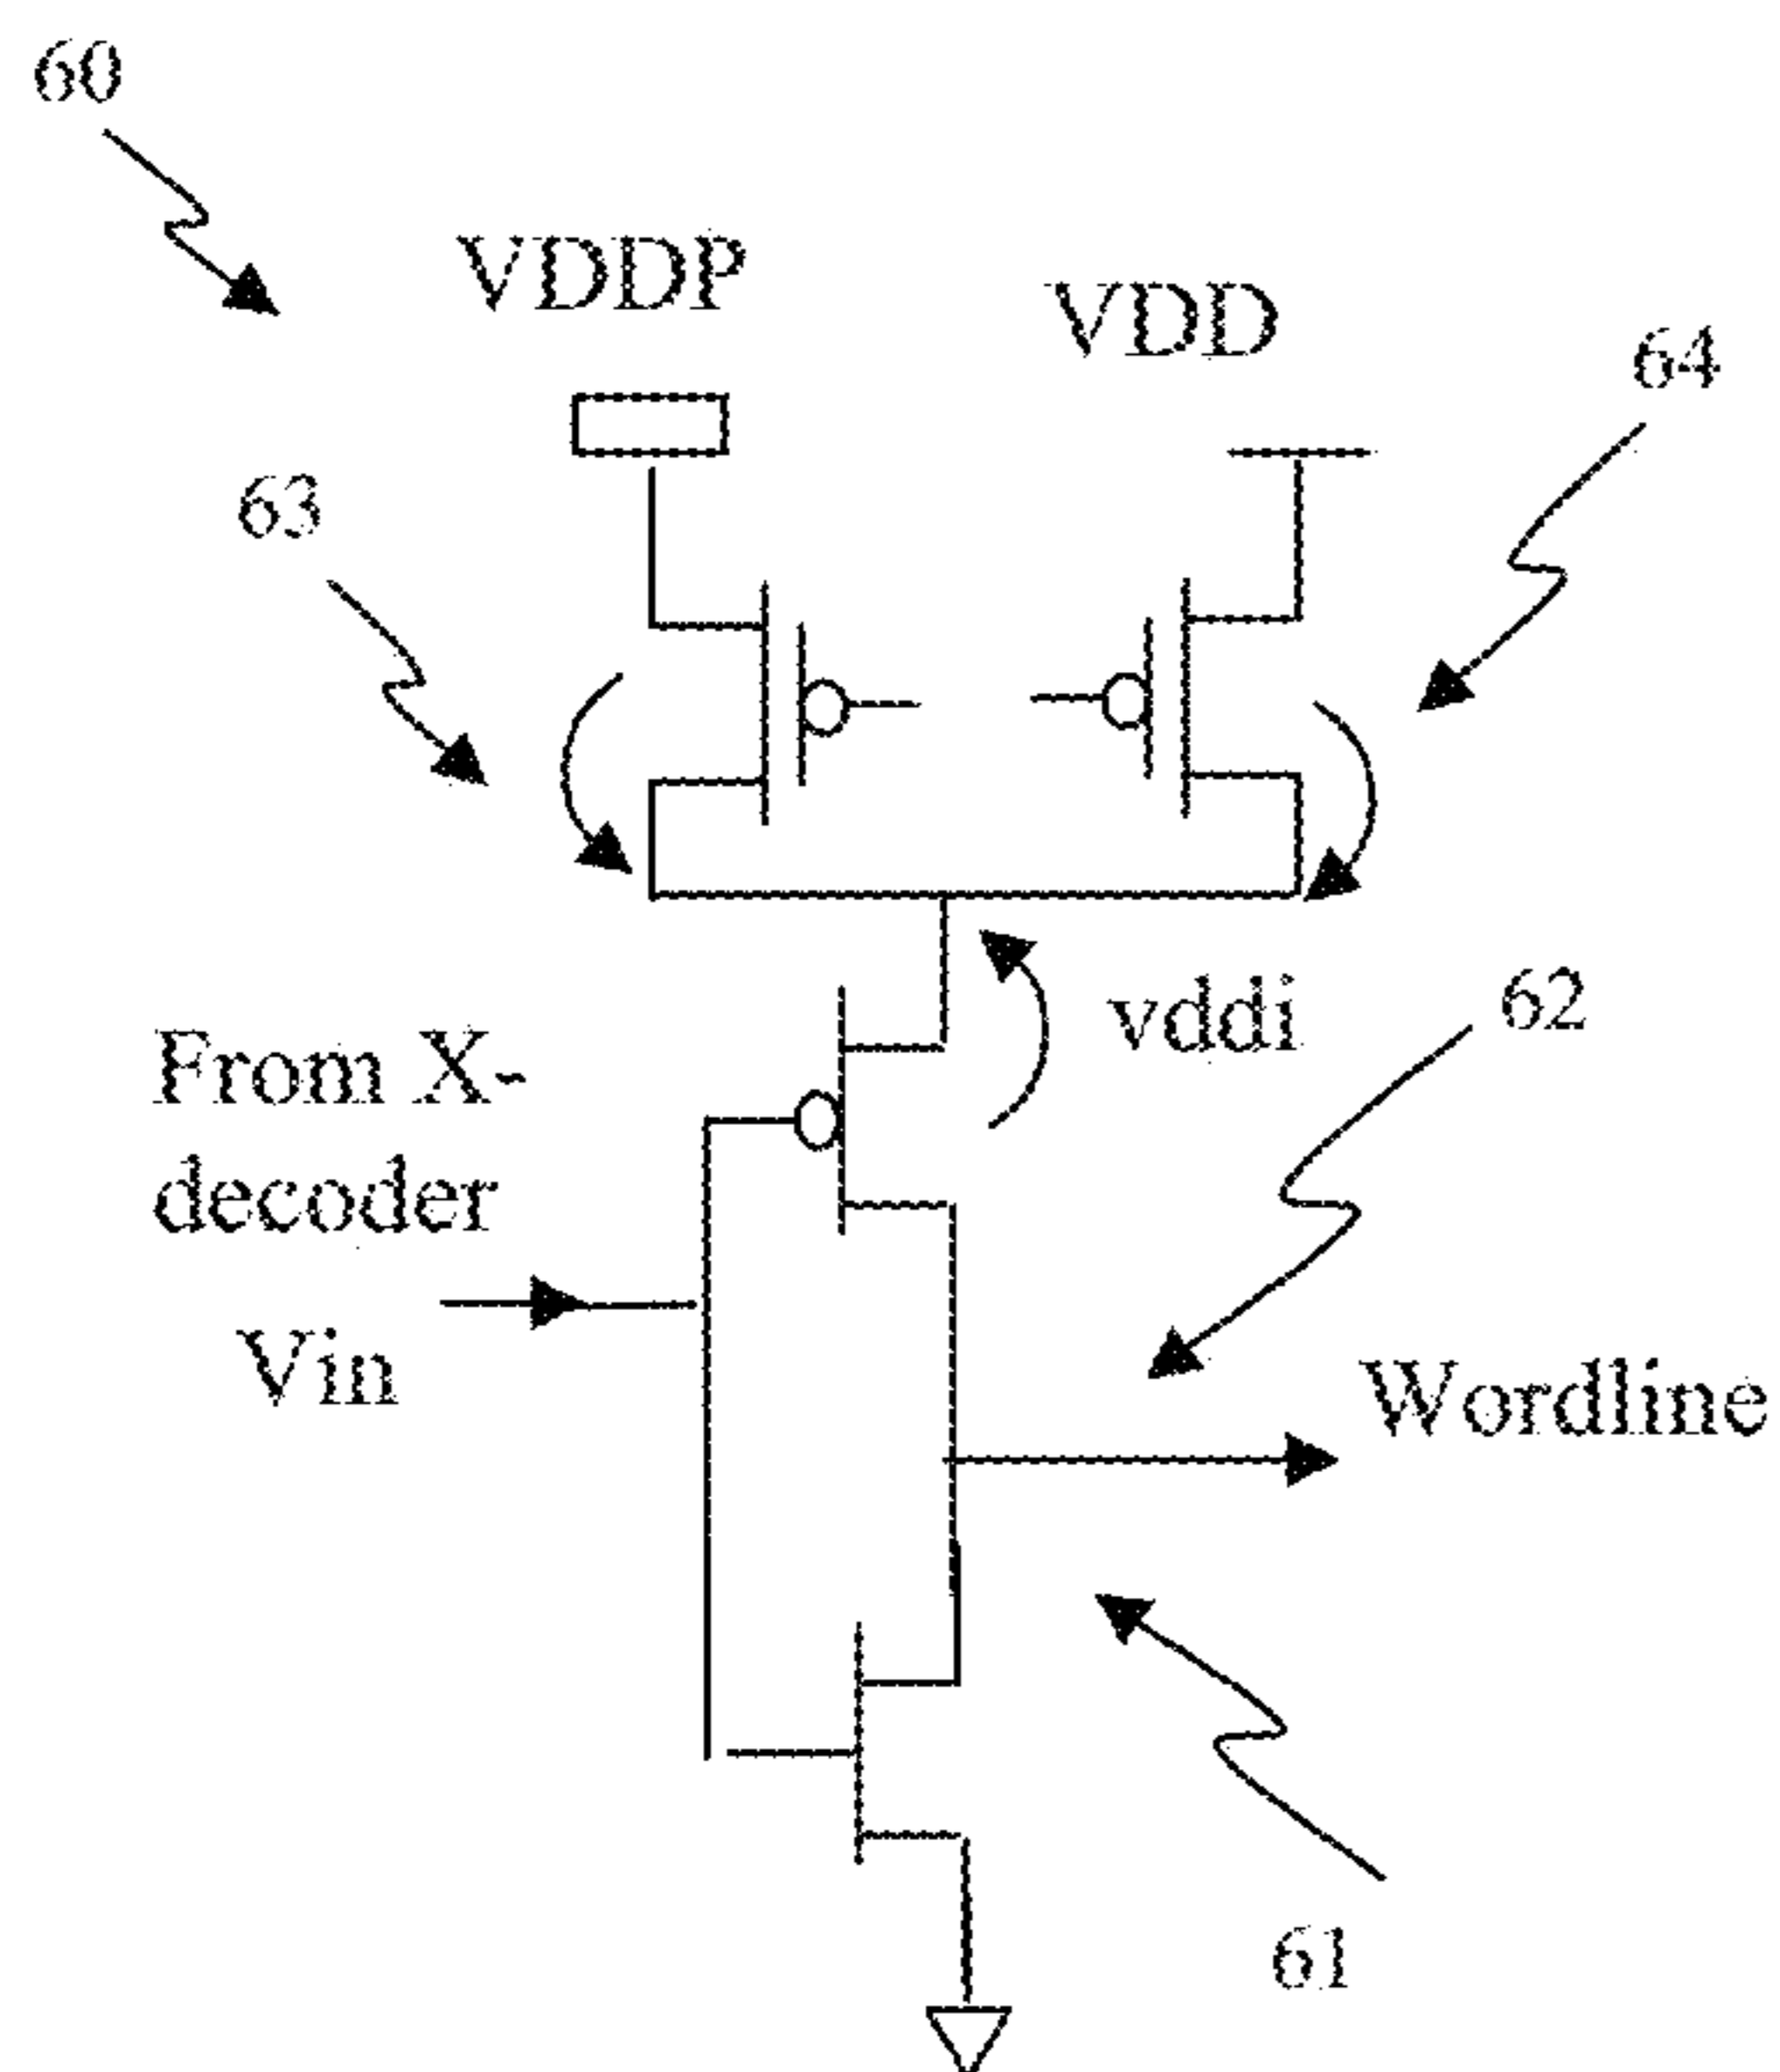 60
VDDP
VDD
64
63
vddi
62
From X-
decoder
Vin
Wordline
61